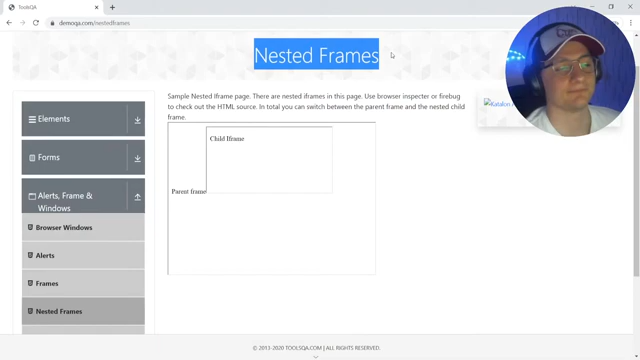 ToolsQA
demoqa.com/nestedframes
Nested Frames
Sample Nested Iframe page. There are nested iframes in this page. Use browser inspector or firebug
to check out the HTML source. In total you can switch between the parent frame and the nested child
frame.
Katalon
Elements
Forms
Alerts, Frame &
Windows
Browser Windows
Alerts
Frames
Nested Frames
Child Iframe
Parent frame
© 2013-2020 TOOLSQA.COM | ALL RIGHTS RESERVED.